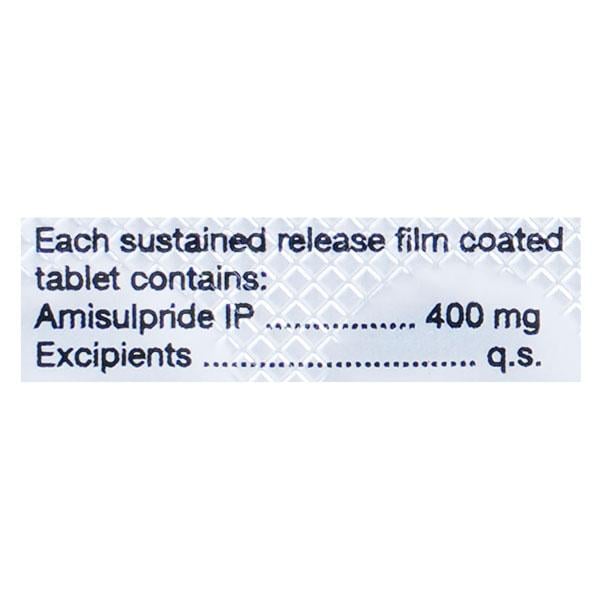 Each sustained release film coated
tablet contains:
Amisulpride IP .................. 400 mg
Excipients ................................. q.s.